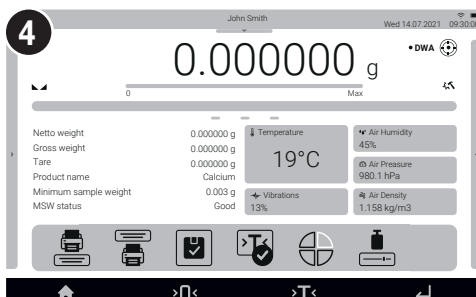 4
John Smith
Wed 14.07.2021 09:30:0
0.000000 g
• DWA
0 Max
Netto weight 0.000000 g
Gross weight 0.000000 g
Tare 0.000000 g
Product name Calcium
Minimum sample weight 0.003 g
MSW status Good
Temperature
19°C
Vibrations
13%
Air Humidity
45%
Air Preasure
980.1 hPa
Air Density
1.158 kg/m3
>T<
>0<
>T<